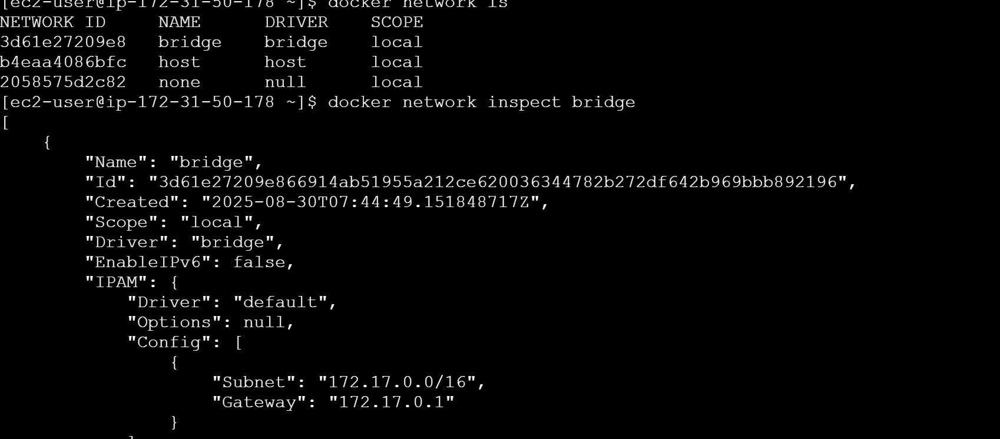 [ec2-user@ip-172-31-50-178 ~]$ docker network ls
NETWORK ID     NAME      DRIVER    SCOPE
3d61e27209e8   bridge    bridge    local
b4eaa4086bfc   host      host      local
2058575d2c82   none      null      local
[ec2-user@ip-172-31-50-178 ~]$ docker network inspect bridge
[
    {
        "Name": "bridge",
        "Id": "3d61e27209e866914ab51955a212ce620036344782b272df642b969bbb892196",
        "Created": "2025-08-30T07:44:49.151848717Z",
        "Scope": "local",
        "Driver": "bridge",
        "EnableIPv6": false,
        "IPAM": {
            "Driver": "default",
            "Options": null,
            "Config": [
                {
                    "Subnet": "172.17.0.0/16",
                    "Gateway": "172.17.0.1"
                }
            ]